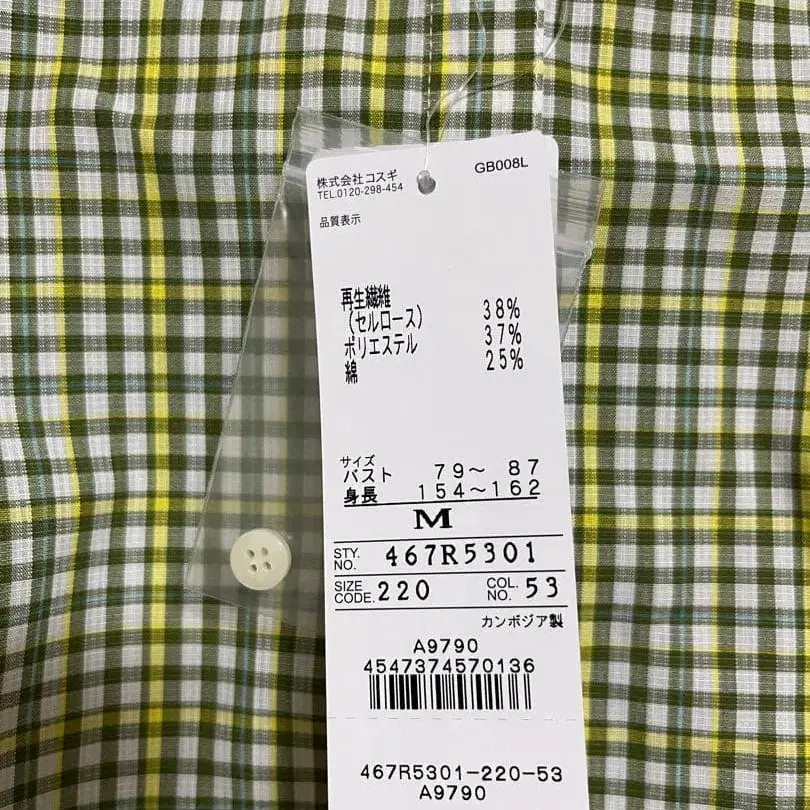 株式会社コスギ
TEL.0120-298-454
GB008L
品質表示
再生繊維
(セルロース) 38%
ポリエステル 37%
綿 25%
サイズ
バスト 79～ 87
身長 154～162
M
STY. NO. 467R5301
SIZE CODE. 220 COL. NO. 53
カンボジア製
A9790
4547374570136
467R5301-220-53
A9790